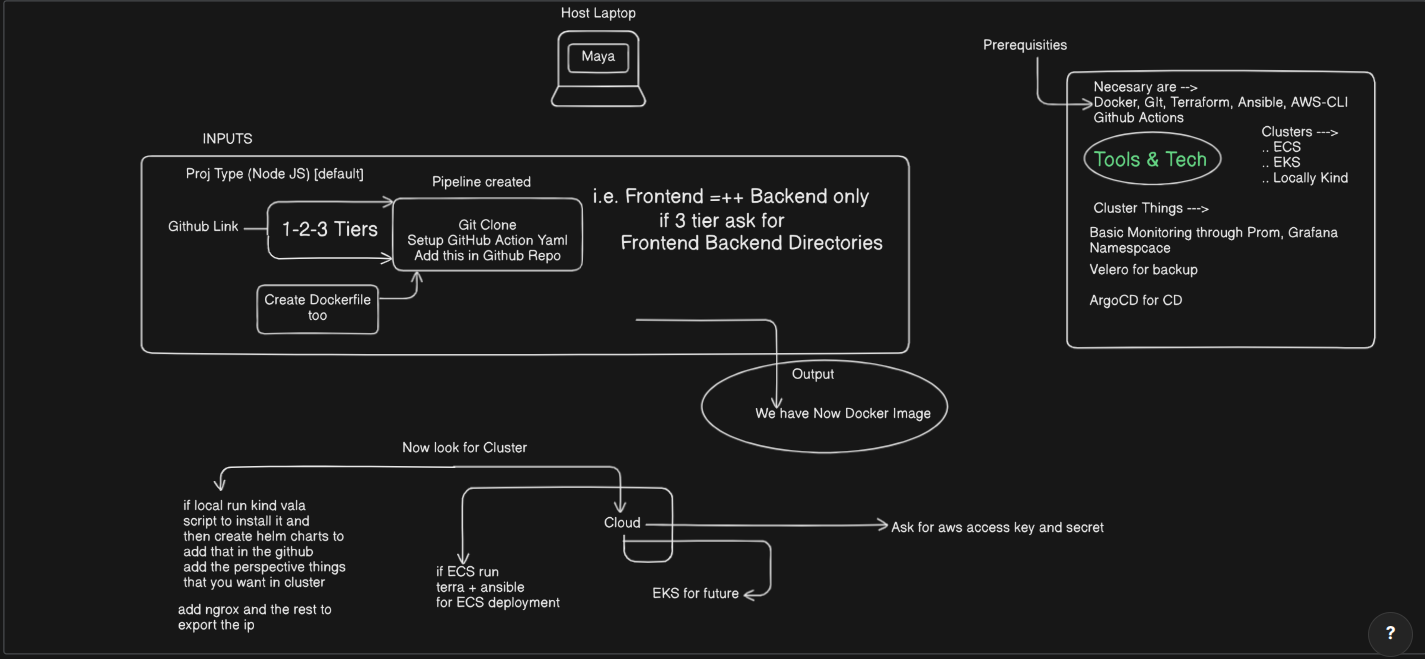 Host Laptop
Maya
Prerequisities
Necesary are -->
Docker, GIt, Terraform, Ansible, AWS-CLI
Github Actions
Clusters --->
.. ECS
.. EKS
.. Locally Kind
Tools & Tech
Cluster Things --->
Basic Monitoring through Prom, Grafana
Namespcace
Velero for backup
ArgoCD for CD
INPUTS
Proj Type (Node JS) [default]
Github Link
1-2-3 Tiers
Pipeline created
Git Clone
Setup GitHub Action Yaml
Add this in Github Repo
Create Dockerfile
too
i.e. Frontend =++ Backend only
if 3 tier ask for
Frontend Backend Directories
Output
We have Now Docker Image
Now look for Cluster
if local run kind vala
script to install it and
then create helm charts to
add that in the github
add the perspective things
that you want in cluster
add ngrox and the rest to
export the ip
Cloud
if ECS run
terra + ansible
for ECS deployment
EKS for future
Ask for aws access key and secret
?